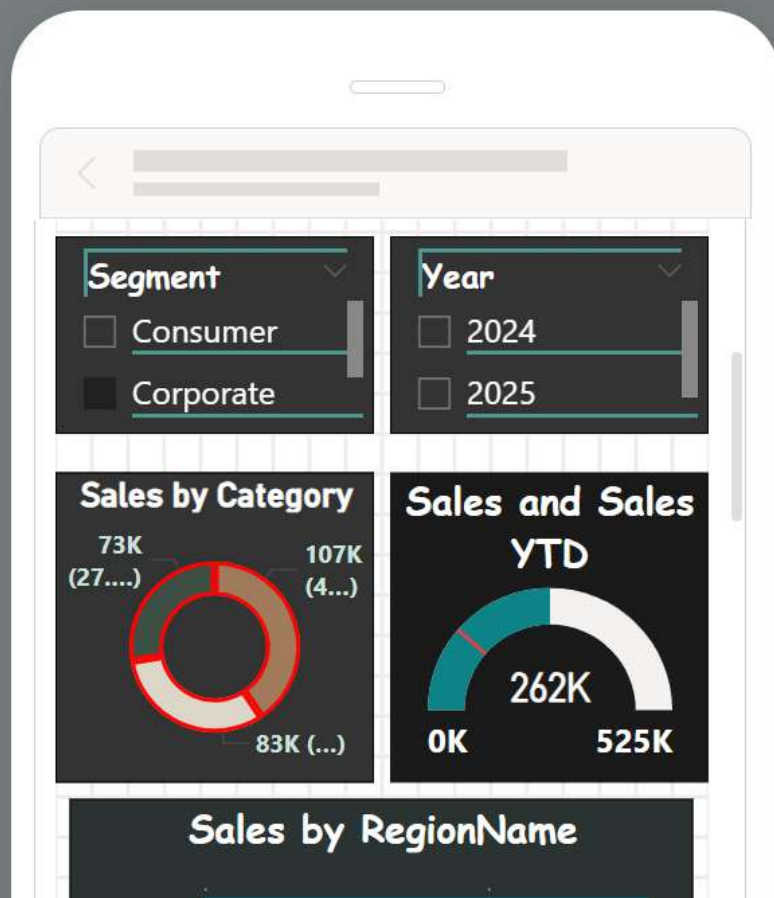 Segment
Consumer
Corporate
Year
2024
2025
Sales by Category
73K
(27....)
107K
(4...)
83K (...)
Sales and Sales
YTD
262K
0K
525K
Sales by RegionName